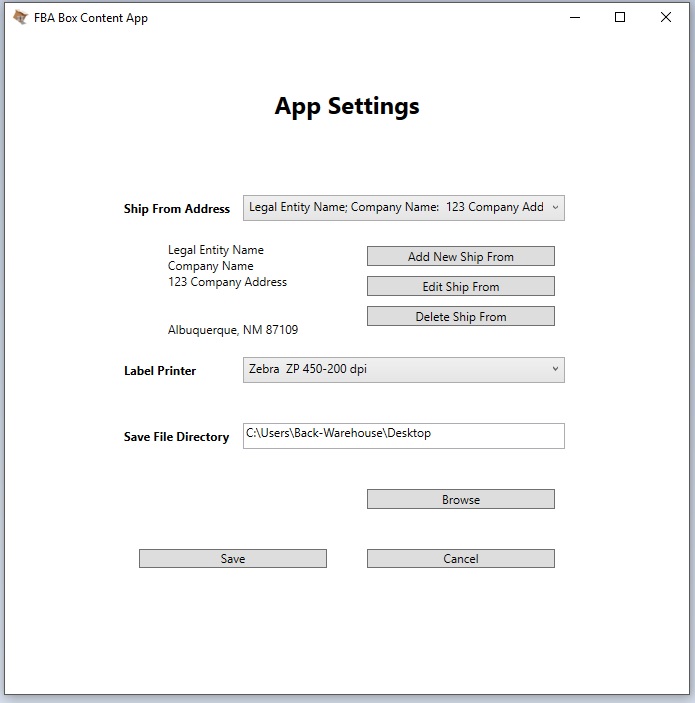 FBA Box Content App
App Settings
Ship From Address
Legal Entity Name; Company Name:  123 Company Add
Legal Entity Name
Company Name
123 Company Address
Albuquerque, NM 87109
Add New Ship From
Edit Ship From
Delete Ship From
Label Printer
Zebra  ZP 450-200 dpi
Save File Directory
C:\Users\Back-Warehouse\Desktop
Browse
Save
Cancel